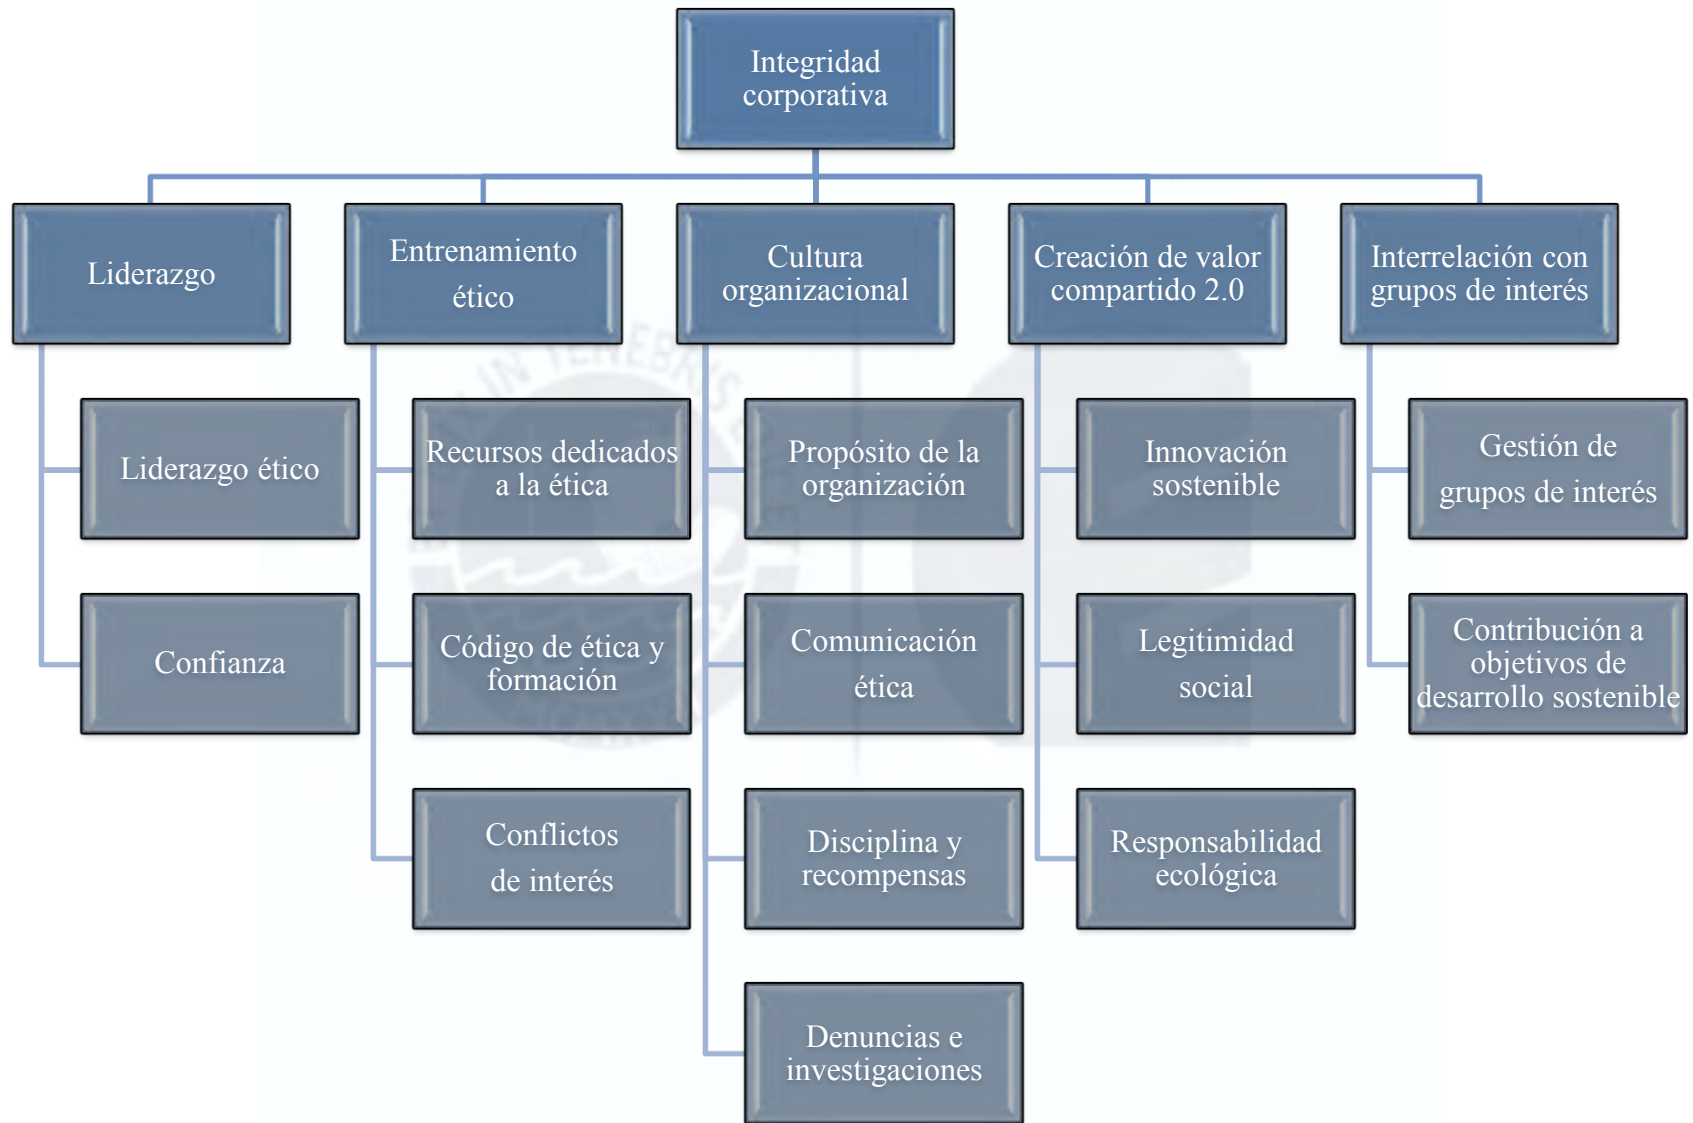 Integridad
corporativa
Liderazgo
Entrenamiento
ético
Cultura
organizacional
Creación de valor
compartido 2.0
Interrelación con
grupos de interés
Liderazgo ético
Recursos dedicados
a la ética
Propósito de la
organización
Innovación
sostenible
Gestión de
grupos de interés
Confianza
Código de ética y
formación
Comunicación
ética
Legitimidad
social
Contribución a
objetivos de
desarrollo sostenible
Conflictos
de interés
Disciplina y
recompensas
Responsabilidad
ecológica
Denuncias e
investigaciones
IN TENEBRIS